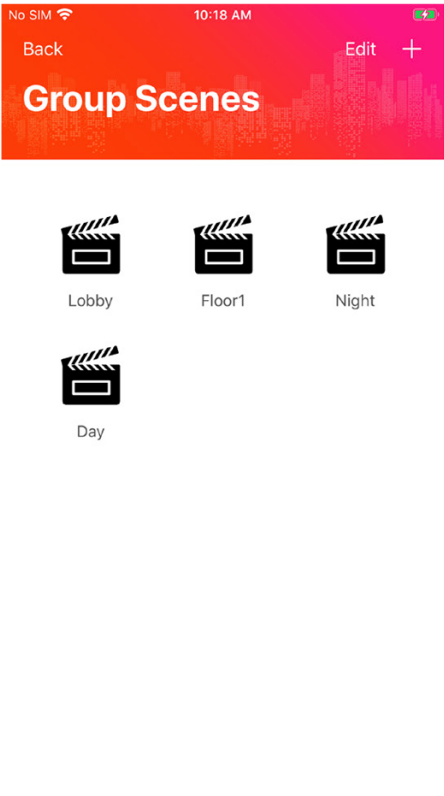 No SIM 10:18 AM
Back Edit +
Group Scenes
Lobby Floor1 Night
Day